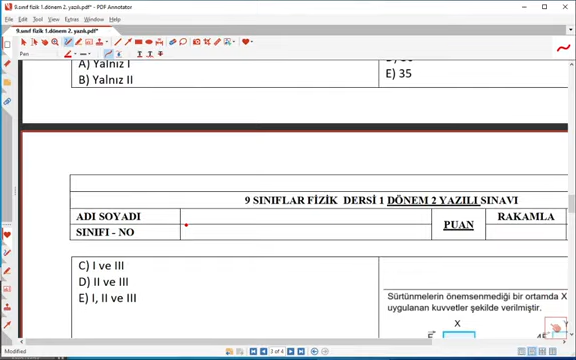 9.sınıf fizik 1.dönem 2. yazılı.pdf* - PDF Annotator
File Edit Tool View Extras Window Help
9.sınıf fizik 1.dönem 2. yazılı.pdf*
Pen
A) Yalnız I
B) Yalnız II
E) 35
9 SINIFLAR FİZİK DERSİ 1 DÖNEM 2 YAZILI SINAVI
ADI SOYADI
SINIFI - NO
PUAN
RAKAMLA
C) I ve III
D) II ve III
E) I, II ve III
Sürtünmelerin önemsenmediği bir ortamda X
uygulanan kuvvetler şekilde verilmiştir.
X
Modified
3 of 4